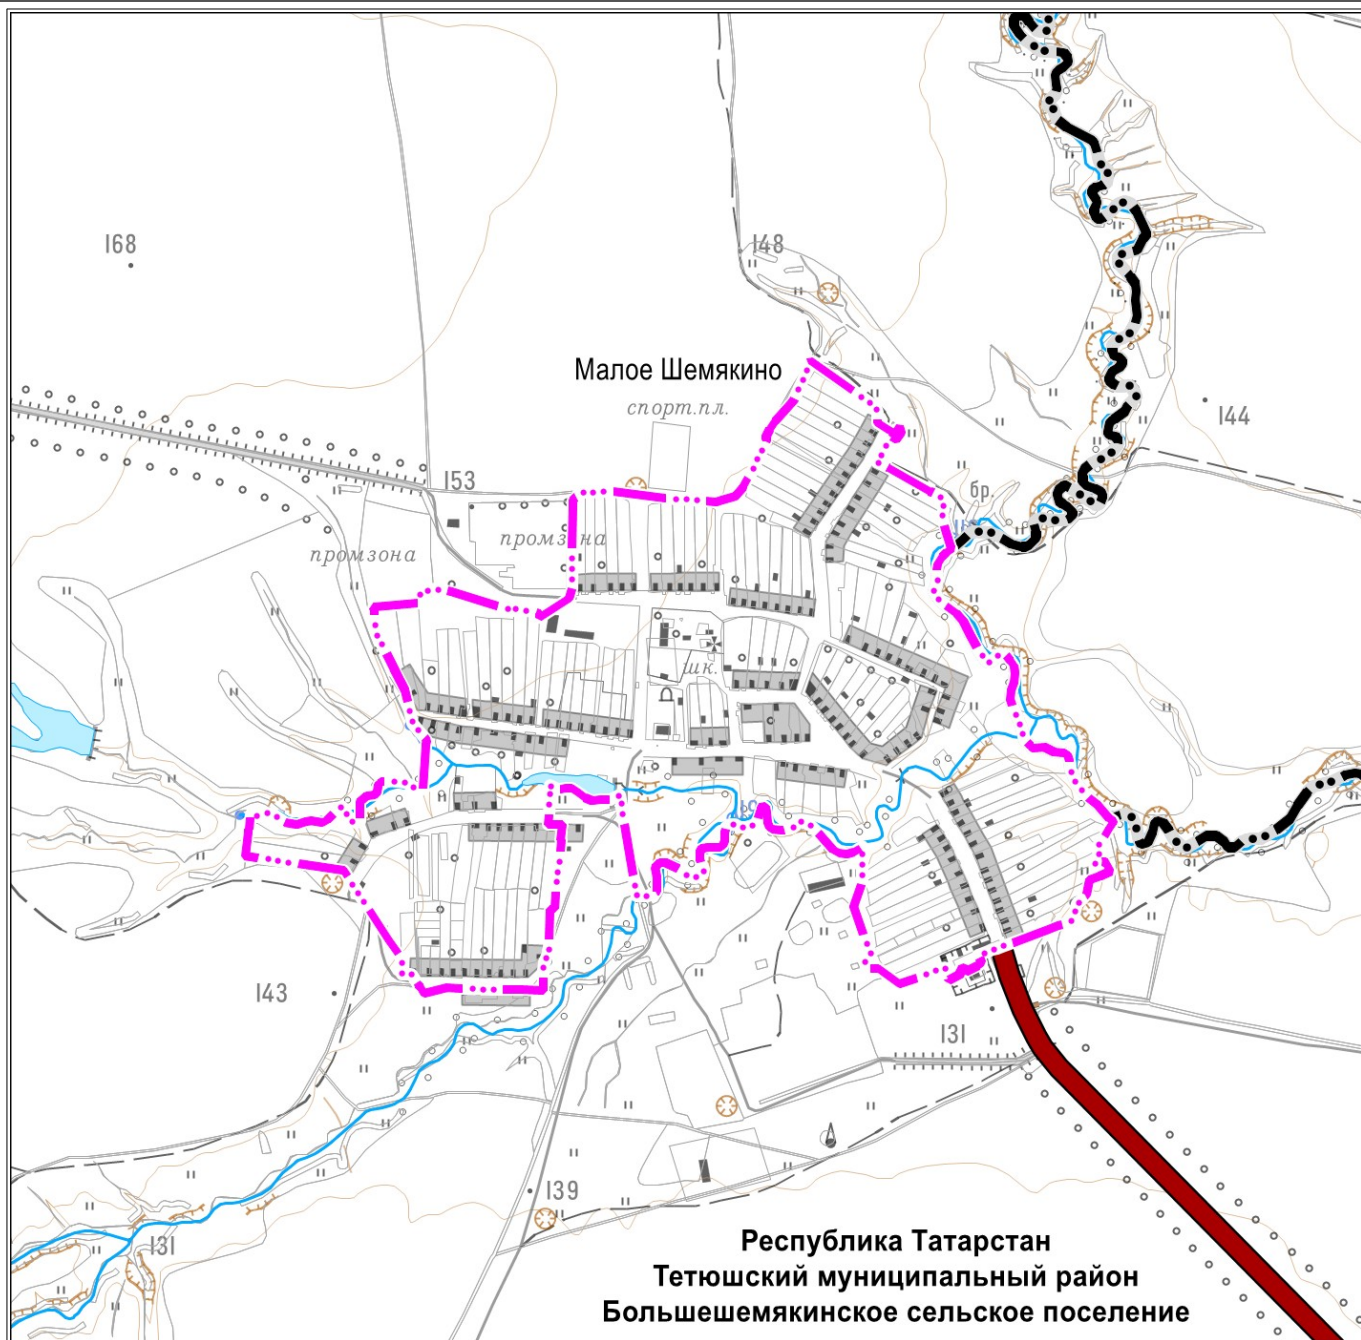 168
148
Малое Шемякино
спорт.пл.
144
153
бр.
промзона
промзона
шк.
143
131
139
131
Республика Татарстан
Тетюшский муниципальный район
Большешемякинское сельское поселение